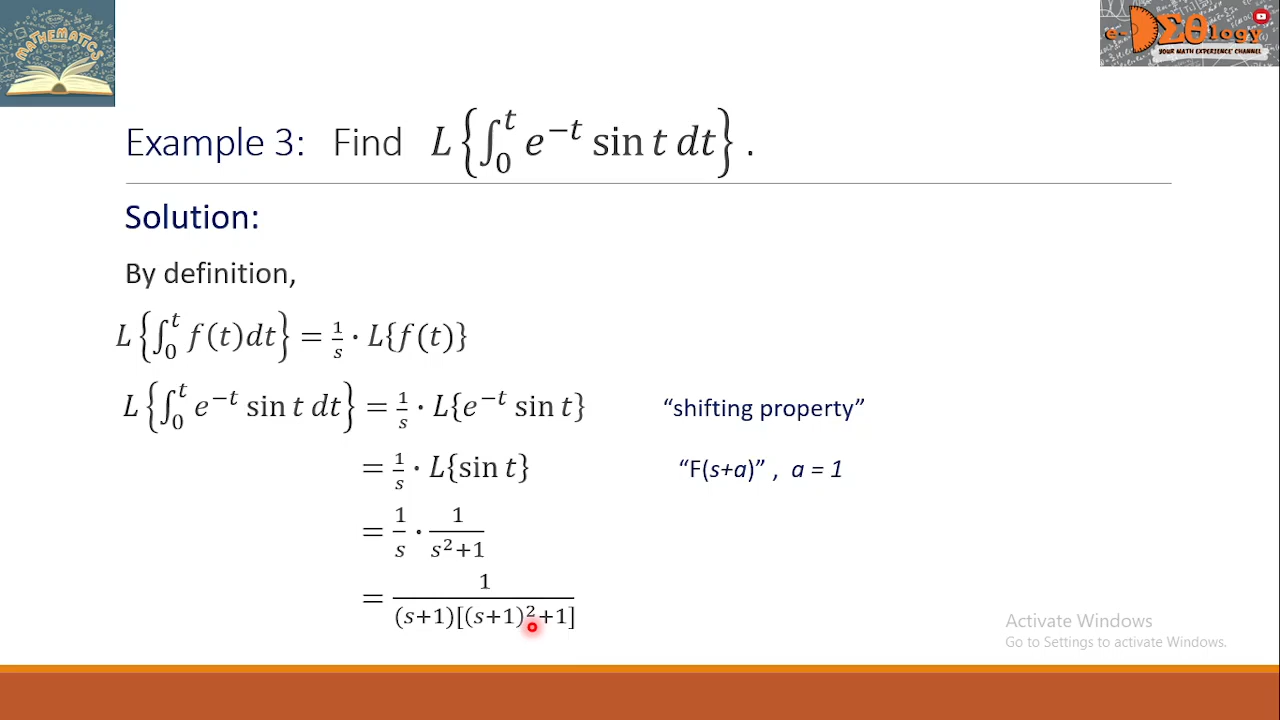 MATHEMATICS
e-DΣθlogy
YOUR MATH EXPERIENCE CHANNEL
Example 3: Find L{∫₀ᵗ e⁻ᵗ sin t dt} .
Solution:
By definition,
L{∫₀ᵗ f(t)dt} = 1/s · L{f(t)}
L{∫₀ᵗ e⁻ᵗ sin t dt} = 1/s · L{e⁻ᵗ sin t} “shifting property”
= 1/s · L{sin t} “F(s+a)” , a = 1
= 1/s · 1/(s²+1)
= 1/((s+1)[(s+1)²+1])
Activate Windows
Go to Settings to activate Windows.